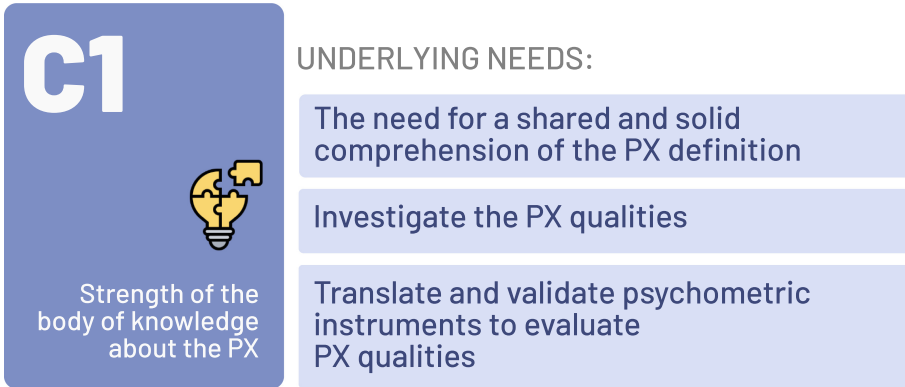 C1
Strength of the
body of knowledge
about the PX
UNDERLYING NEEDS:
The need for a shared and solid
comprehension of the PX definition
Investigate the PX qualities
Translate and validate psychometric
instruments to evaluate
PX qualities